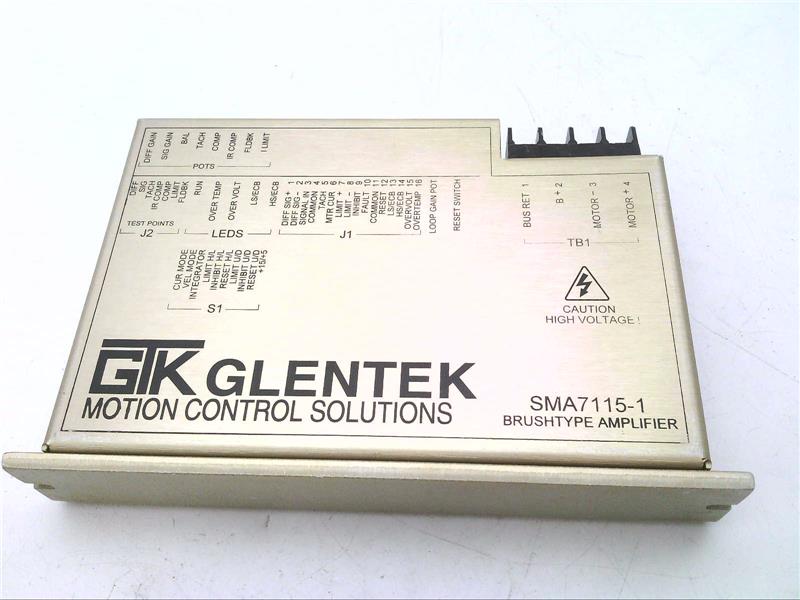 DIFF GAIN
SIG GAIN
BAL
TACH
COMP
IR COMP
FLDBK
I LIMIT
POTS
DIFF
SIG
TACH
IR COMP
COMP
LIMIT
FLDBK
TEST POINTS
J2
RUN
OVER TEMP
OVER VOLT
LS/ECB
HS/ECB
LEDS
DIFF SIG+ 1
DIFF SIG- 2
SIGNAL IN 3
COMMON 4
TACH 5
MTR CUR 6
LIMIT + 7
LIMIT - 8
INHIBIT 9
FAULT 10
COMMON 11
RESET 12
LS/ECB 13
HS/ECB 14
OVERVOLT 15
OVERTEMP 16
J1
LOOP GAIN POT.
RESET SWITCH
BUS RET 1
B+ 2
MOTOR - 3
MOTOR + 4
TB1
CUR MODE
VEL MODE
INTEGRATOR
LIMIT H/L
INHIBIT H/L
RESET H/L
LIMIT U/D
INHIBIT U/D
RESET U/D
+15/+5
S1
CAUTION
HIGH VOLTAGE!
GTK GLENTEK
MOTION CONTROL SOLUTIONS
SMA7115-1
BRUSHTYPE AMPLIFIER